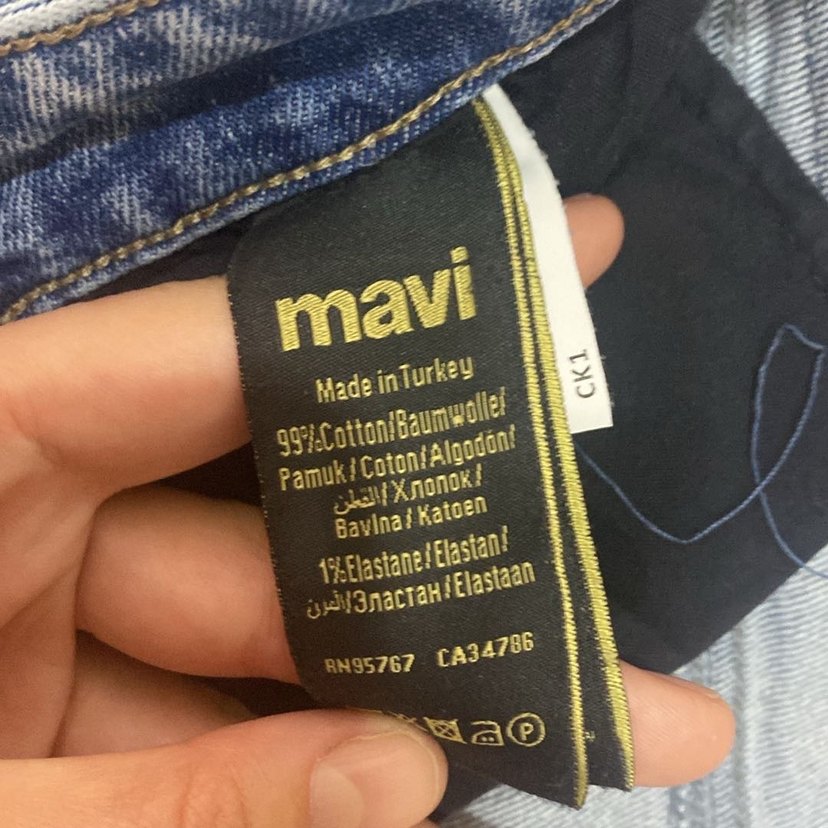 mavi
Made in Turkey
99%Cotton/Baumwolle/
Pamuk/Coton/Algodón/
القطن/Хлопок/
Bavlna/Katoen
1%Elastane/Elastan/
المرن/Эластан/Elastaan
RN95767 CA34786
P
CK1